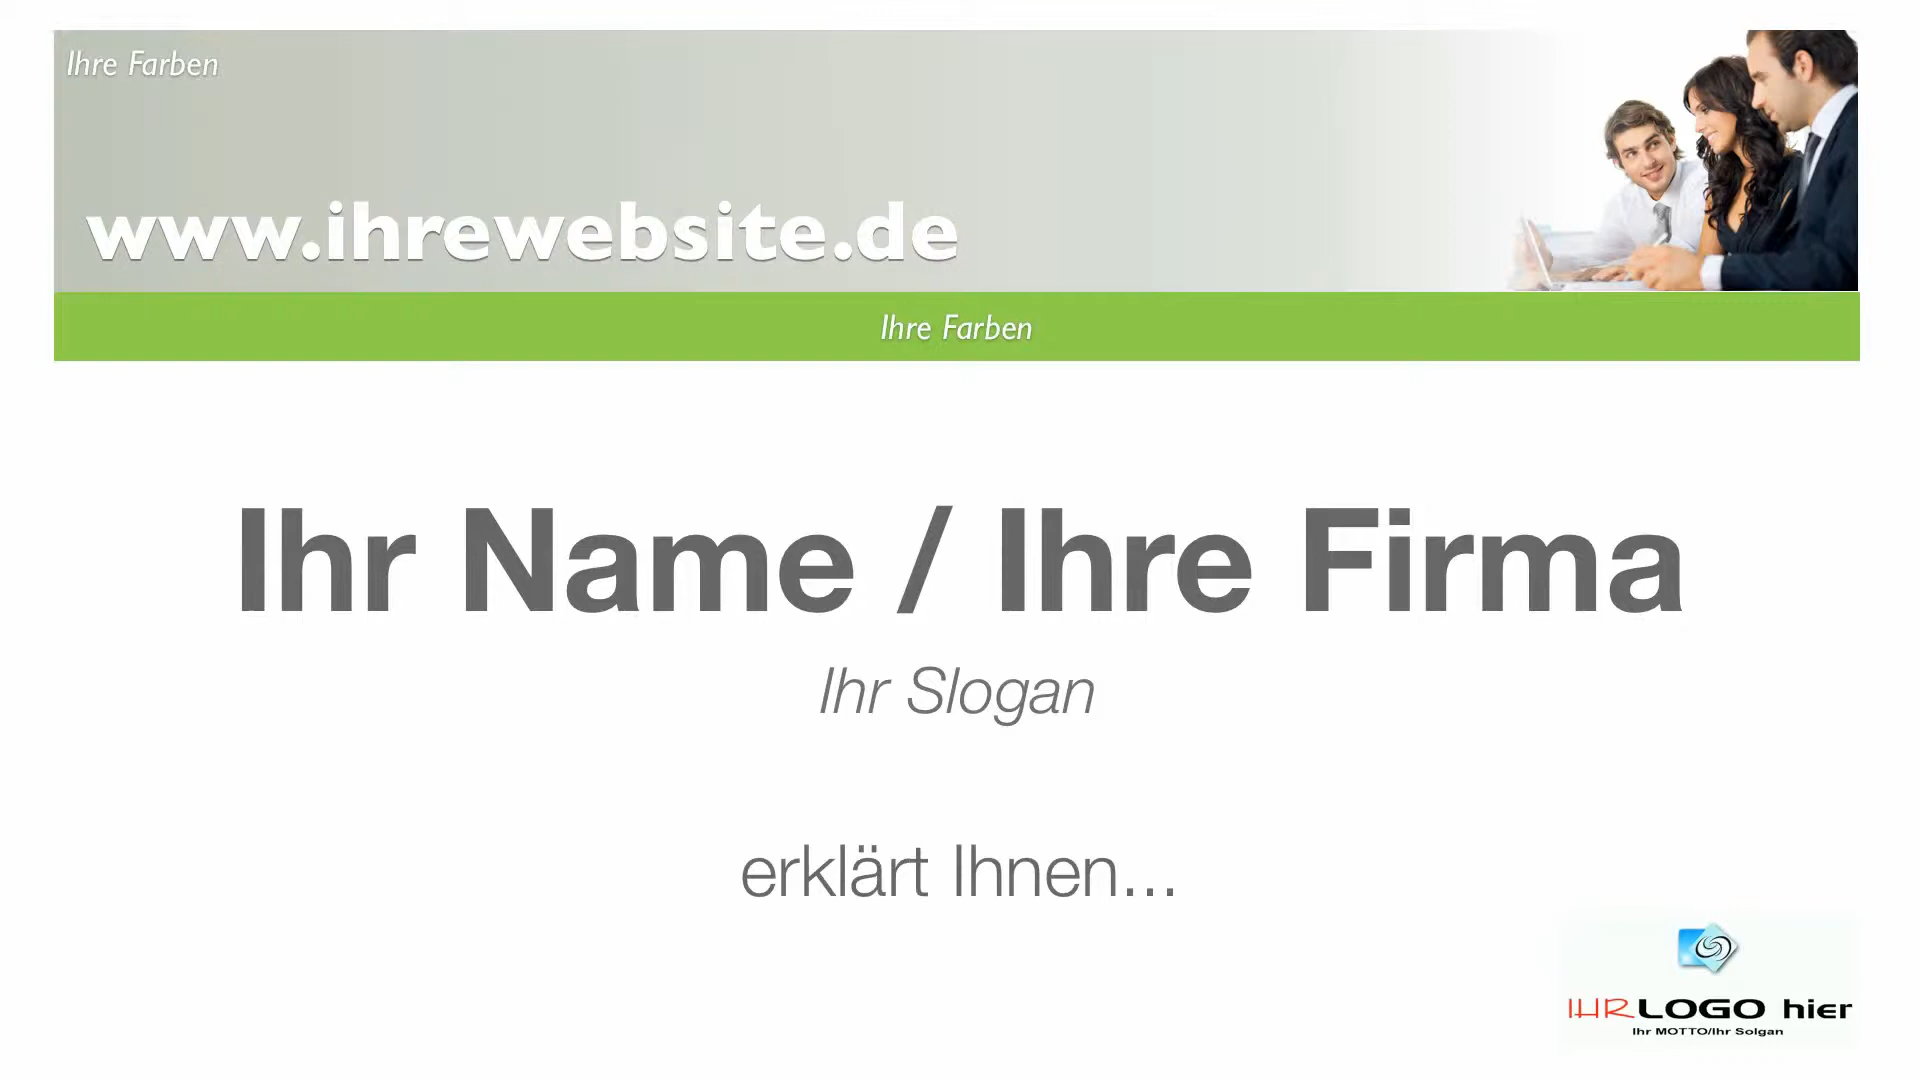 Ihre Farben
www.ihrewebsite.de
Ihre Farben
Ihr Name / Ihre Firma
Ihr Slogan
erklärt Ihnen...
IHRLOGO hier
Ihr MOTTO/Ihr Solgan